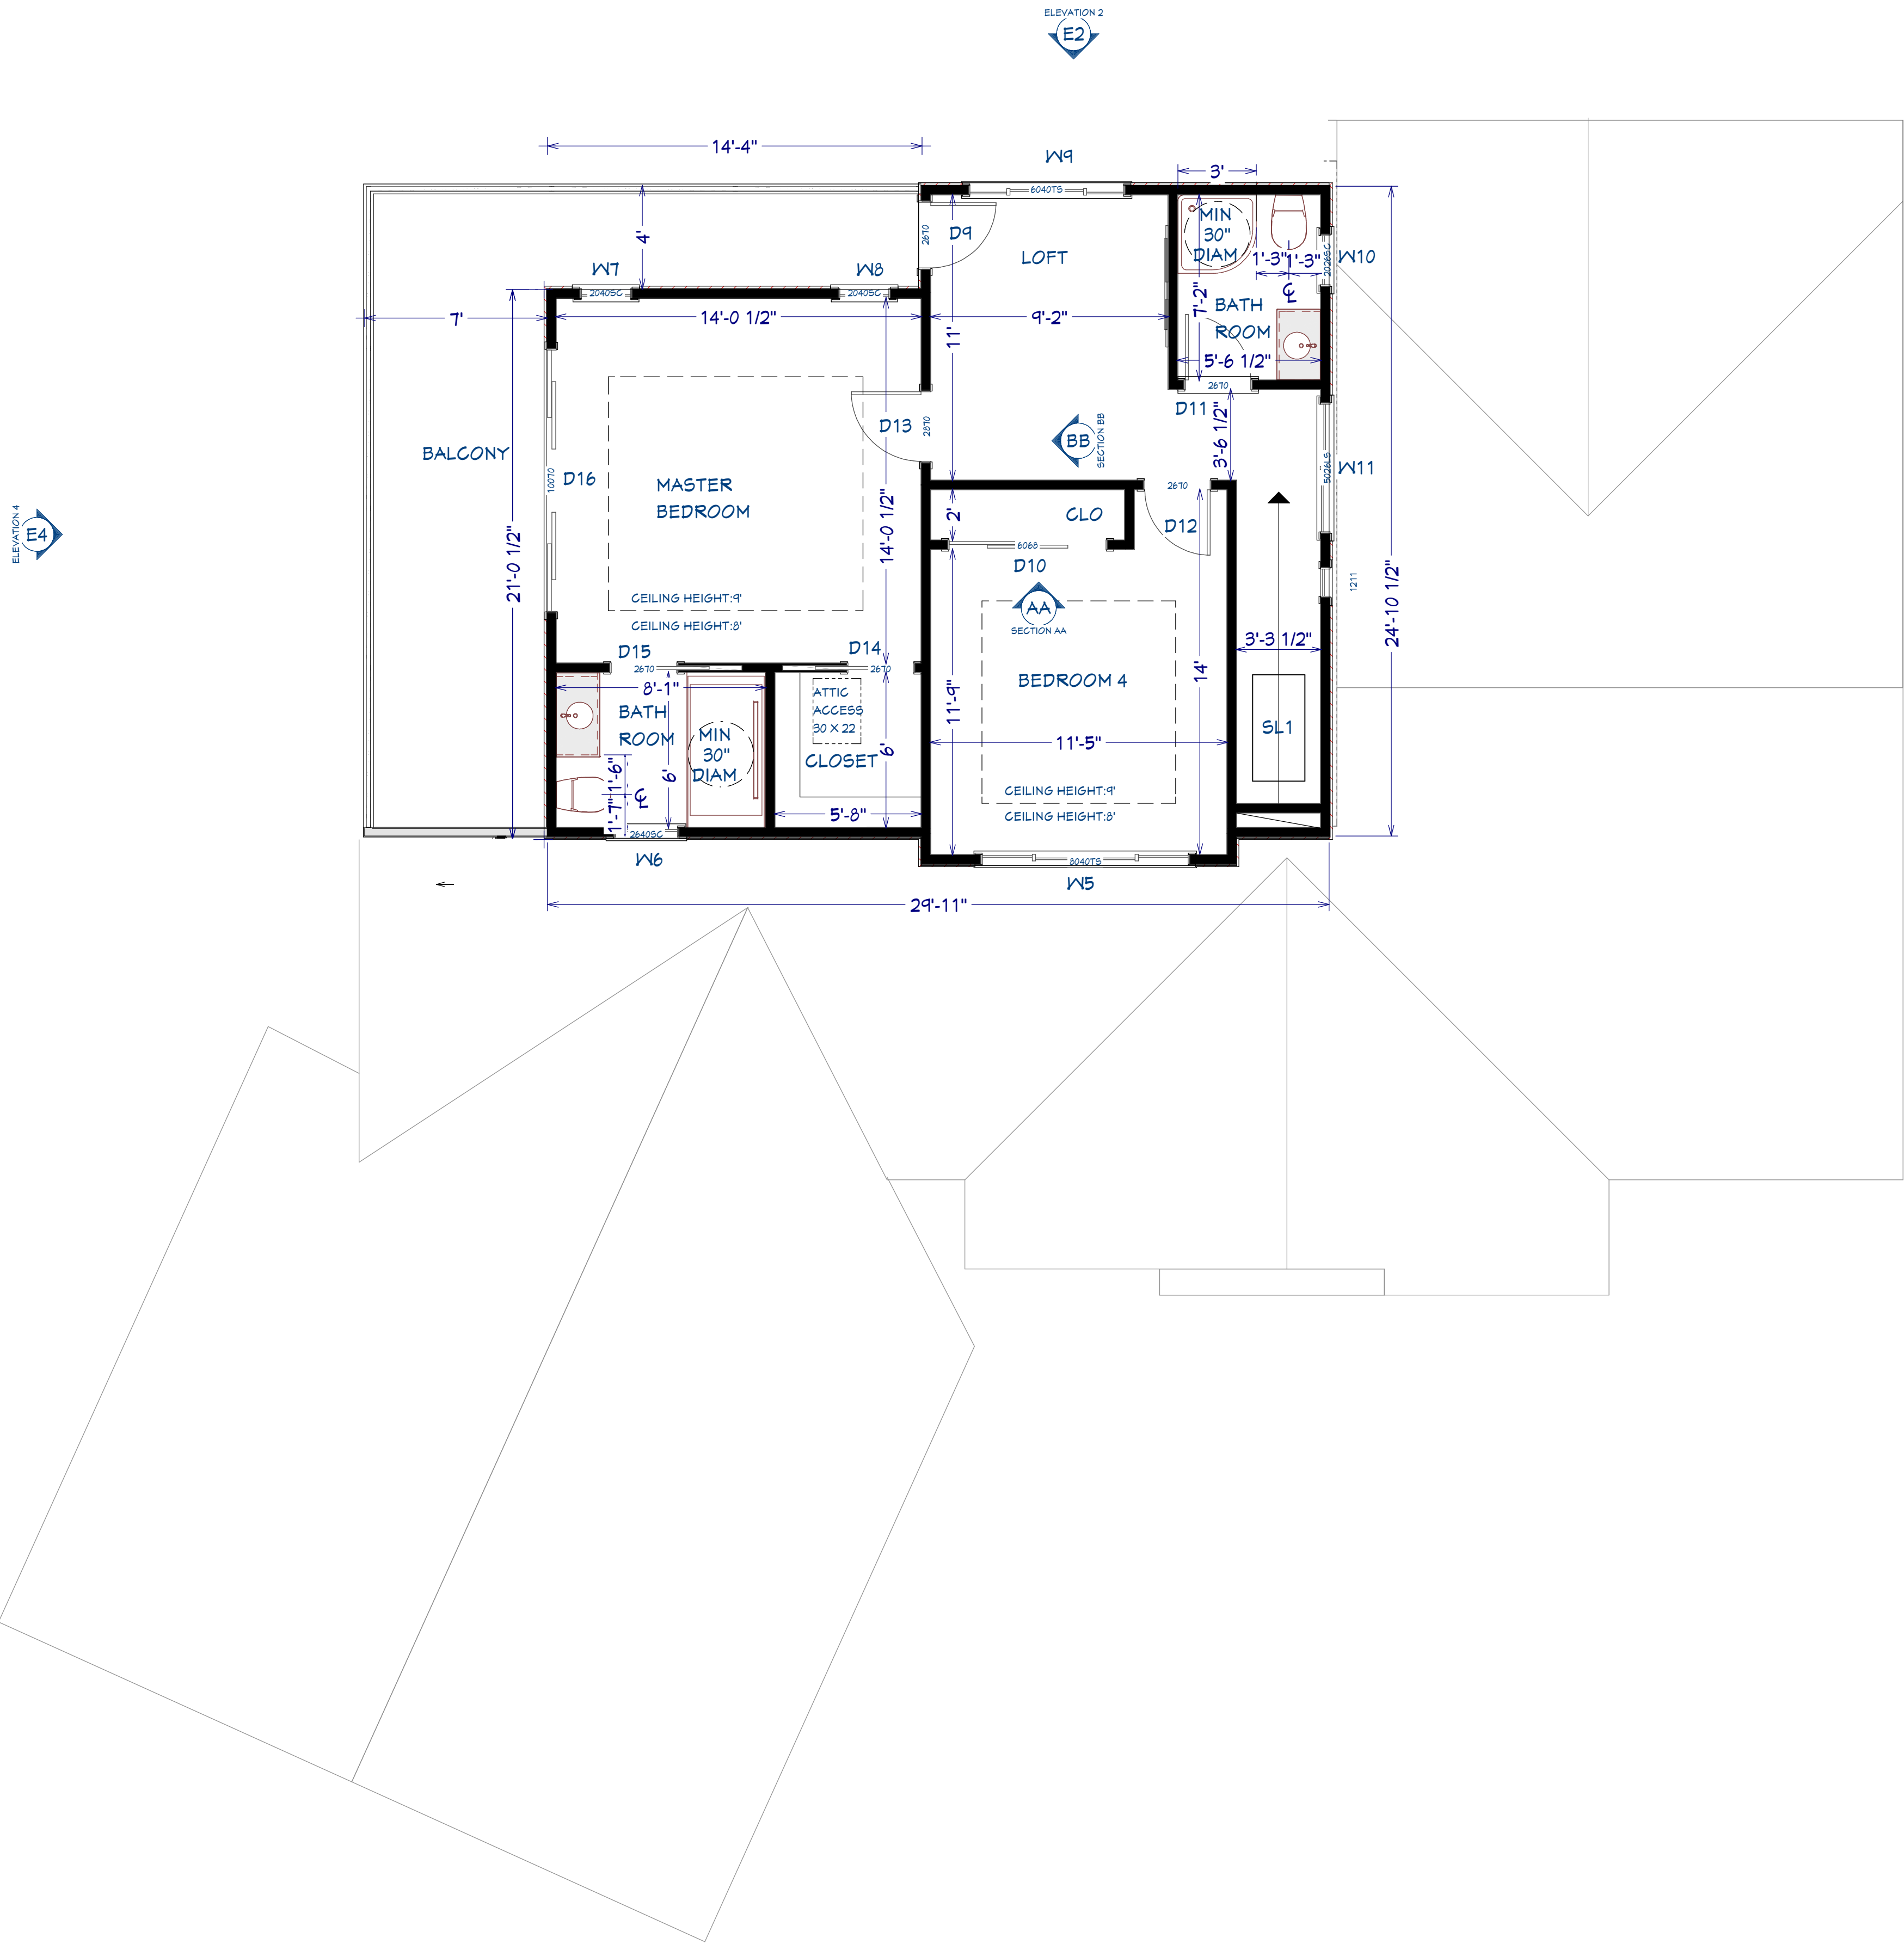 ELEVATION 2
E2
14'-4"
W9
3'
6040TS
MIN
30"
DIAM
4'
2670
D9
LOFT
1'-3"
1'-3"
2026SC
W10
W7
W8
2040SC
2040SC
7'
14'-0 1/2"
11'
9'-2"
7'-2"
BATH
ROOM
5'-6 1/2"
2670
D11
D13
2870
BB
SECTION BB
3'-6 1/2"
BALCONY
D16
10070
MASTER
BEDROOM
W11
5026LS
2670
CLO
D12
2'
14'-0 1/2"
ELEVATION 4
E4
21'-0 1/2"
6068
D10
1211
24'-10 1/2"
CEILING HEIGHT:9'
CEILING HEIGHT:8'
AA
SECTION AA
3'-3 1/2"
D15
D14
2670
2670
8'-1"
ATTIC
ACCESS
30 X 22
BEDROOM 4
14'
11'-9"
BATH
ROOM
MIN
30"
DIAM
CLOSET
6'
6'
11'-5"
SL1
1'-6"
1'-7"
CEILING HEIGHT:9'
CEILING HEIGHT:8'
5'-8"
2640SC
W6
8040TS
W5
29'-11"